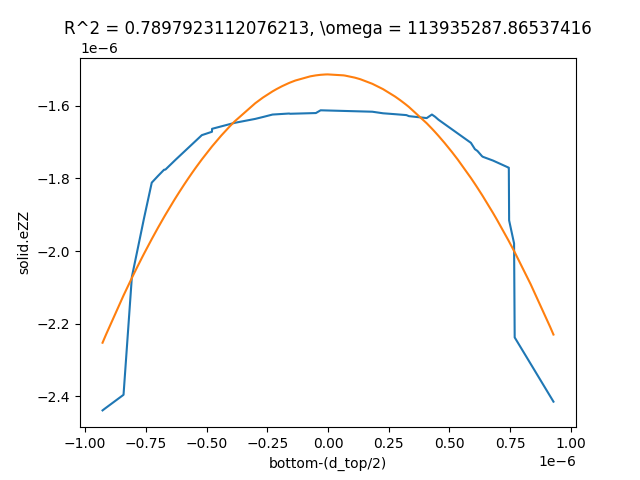 R^2 = 0.7897923112076213, \omega = 113935287.86537416
1e−6
−1.6
−1.8
−2.0
−2.2
−2.4
solid.eZZ
−1.00 −0.75 −0.50 −0.25 0.00 0.25 0.50 0.75 1.00
1e−6
bottom-(d_top/2)